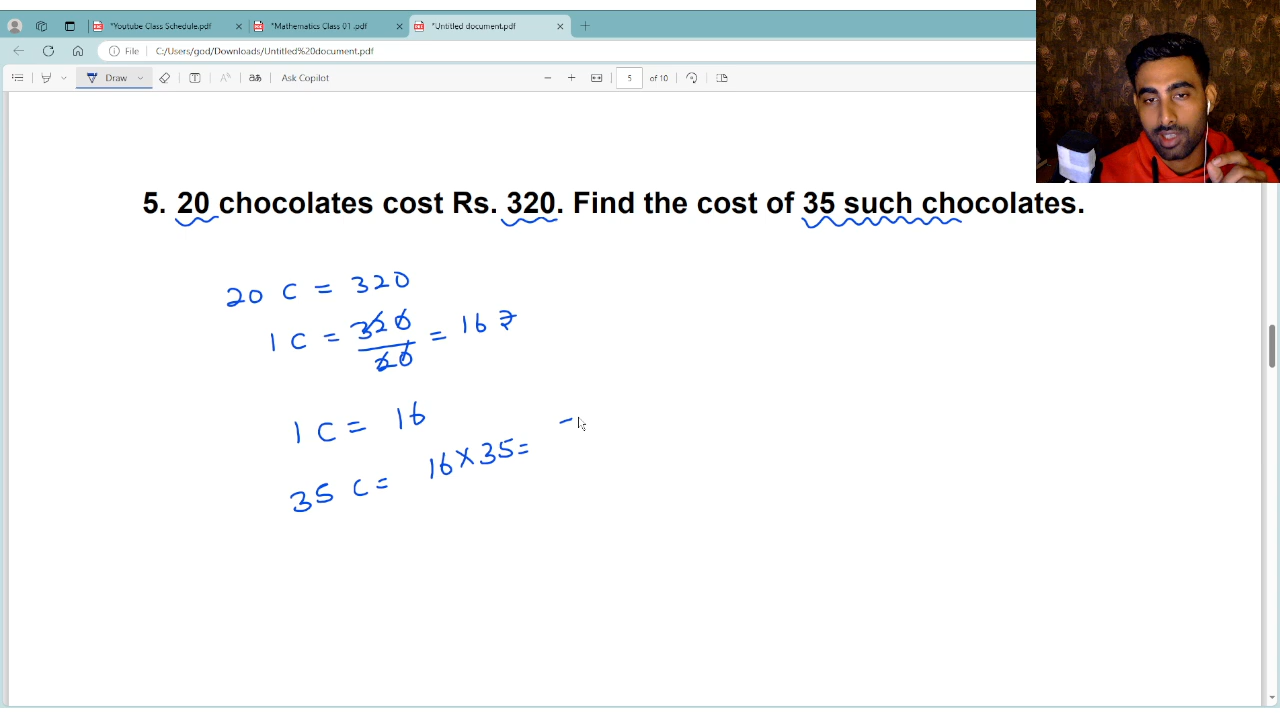 *Youtube Class Schedule.pdf
*Mathematics Class 01 .pdf
*Untitled document.pdf
File C:/Users/god/Downloads/Untitled%20document.pdf
Draw Ask Copilot 5 of 10
5. 20 chocolates cost Rs. 320. Find the cost of 35 such chocolates.
20 C = 320
1 C = 320/20 = 16 ₹
1 C = 16
35 C = 16 X 35 =